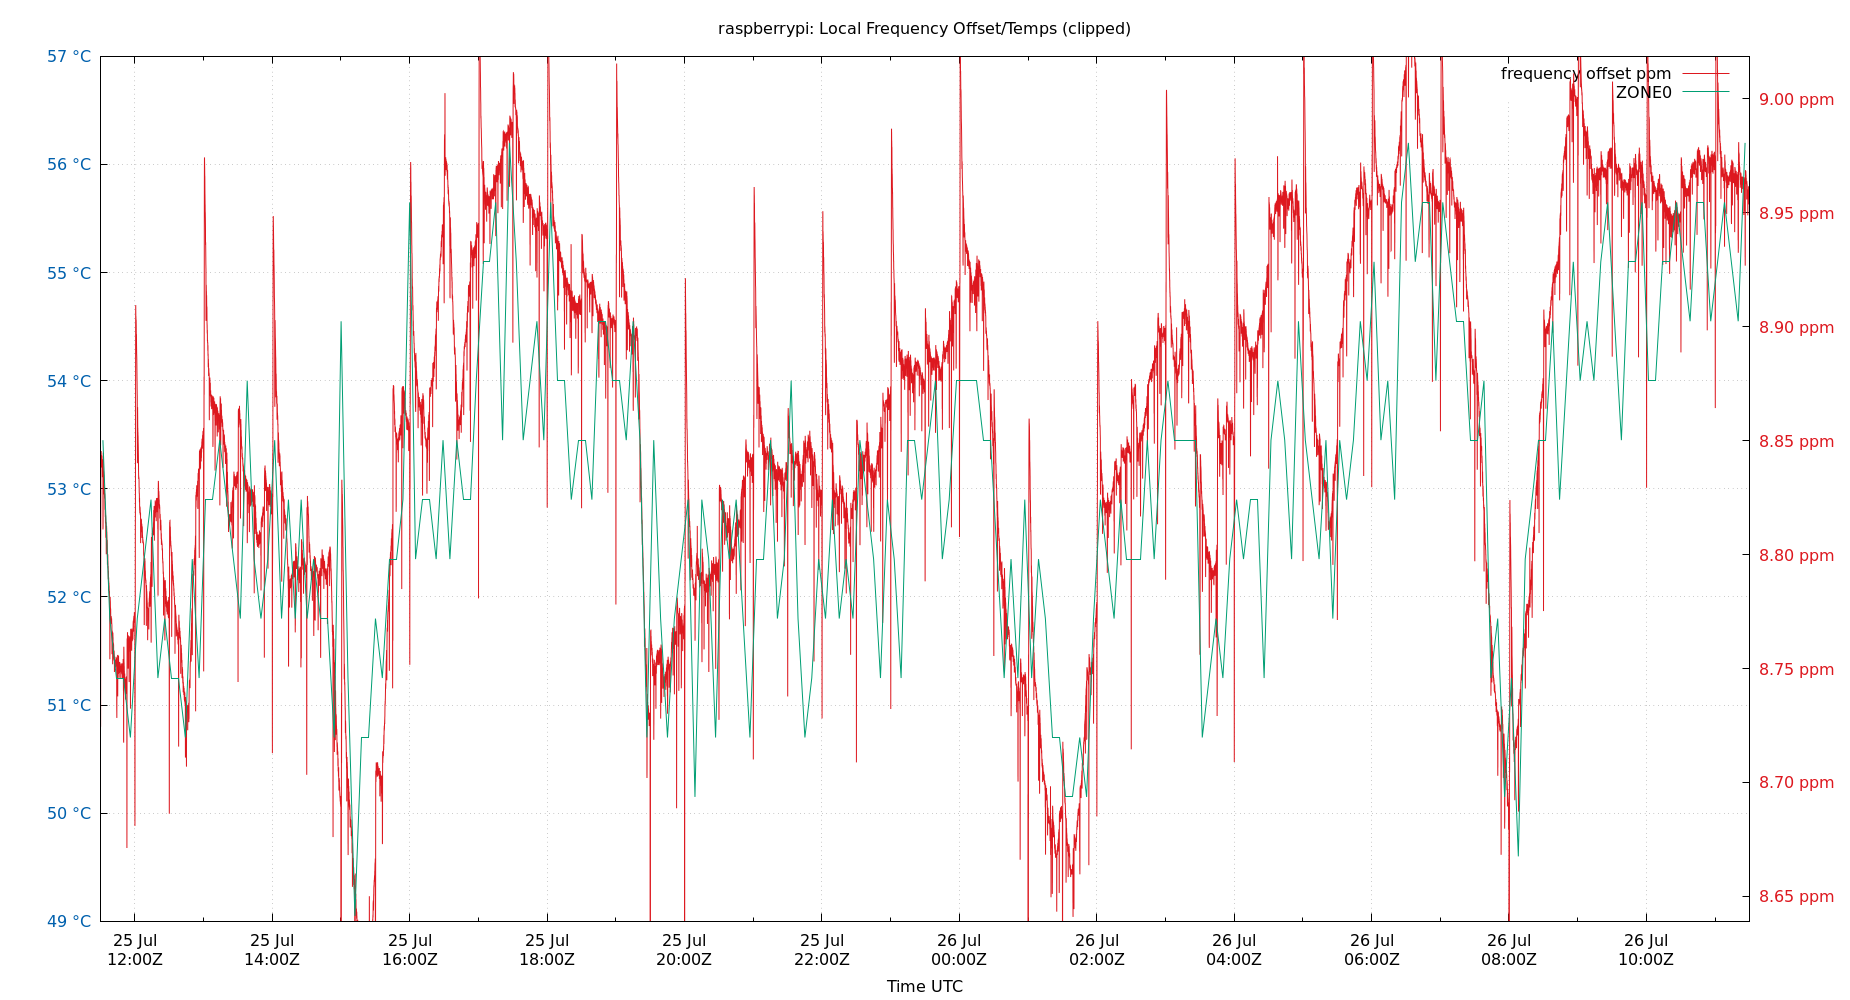 raspberrypi: Local Frequency Offset/Temps (clipped)
57 °C
56 °C
55 °C
54 °C
53 °C
52 °C
51 °C
50 °C
49 °C
frequency offset ppm
ZONE0
9.00 ppm
8.95 ppm
8.90 ppm
8.85 ppm
8.80 ppm
8.75 ppm
8.70 ppm
8.65 ppm
25 Jul
12:00Z
25 Jul
14:00Z
25 Jul
16:00Z
25 Jul
18:00Z
25 Jul
20:00Z
25 Jul
22:00Z
26 Jul
00:00Z
26 Jul
02:00Z
26 Jul
04:00Z
26 Jul
06:00Z
26 Jul
08:00Z
26 Jul
10:00Z
Time UTC